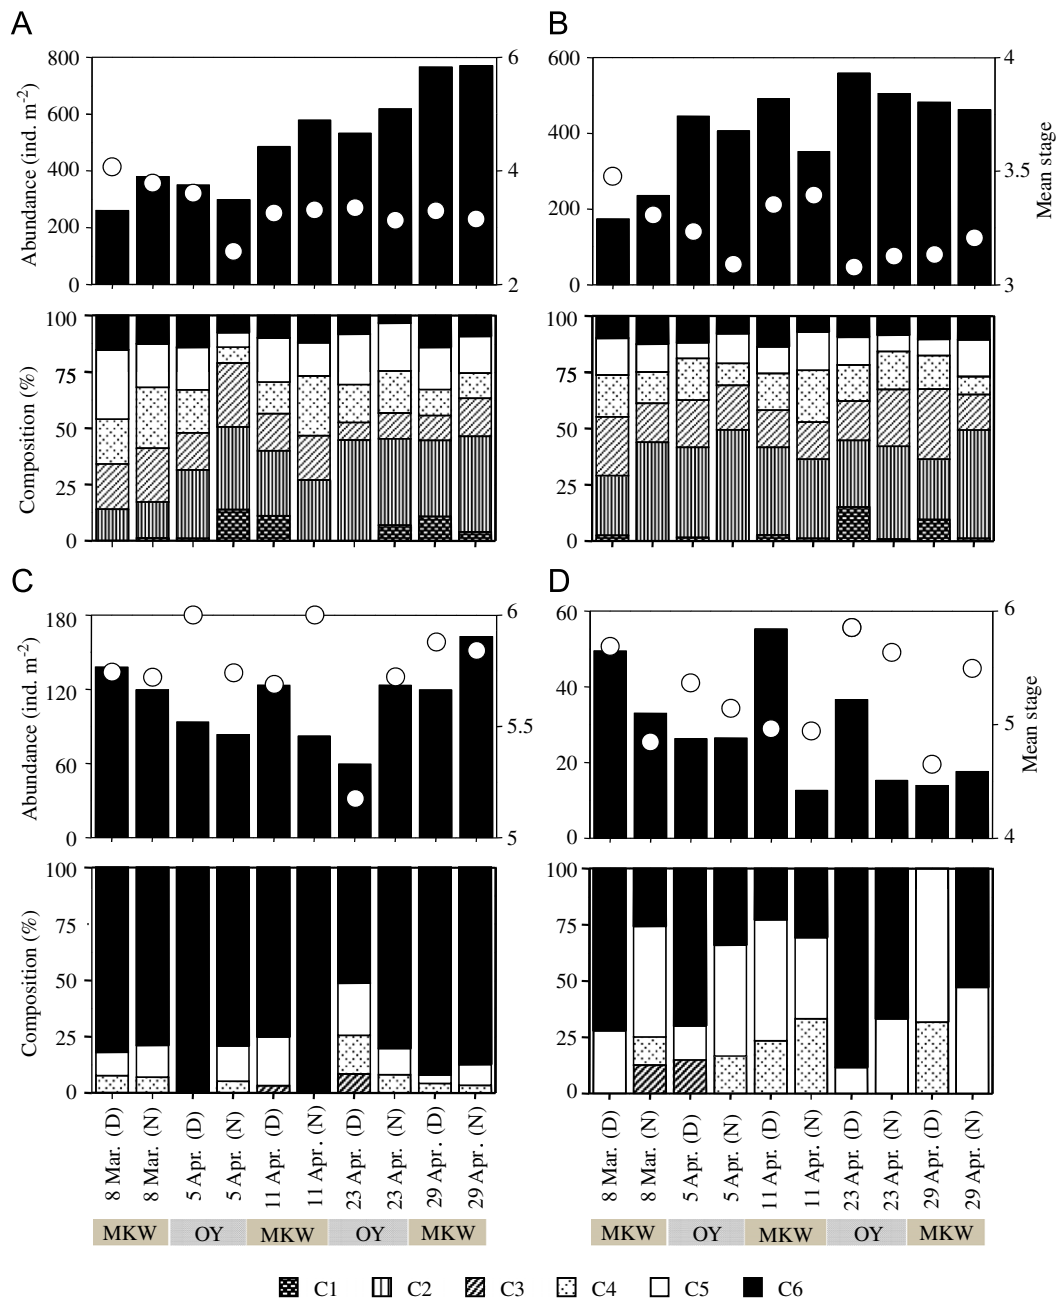 A
B
800
600
400
200
0
Abundance (ind. m-2)
6
4
2
600
400
200
0
4
3.5
3
Mean stage
100
75
50
25
0
Composition (%)
100
75
50
25
0
C
D
180
120
60
0
Abundance (ind. m-2)
6
5.5
5
60
40
20
0
6
5
4
Mean stage
100
75
50
25
0
Composition (%)
100
75
50
25
0
8 Mar. (D)
8 Mar. (N)
5 Apr. (D)
5 Apr. (N)
11 Apr. (D)
11 Apr. (N)
23 Apr. (D)
23 Apr. (N)
29 Apr. (D)
29 Apr. (N)
8 Mar. (D)
8 Mar. (N)
5 Apr. (D)
5 Apr. (N)
11 Apr. (D)
11 Apr. (N)
23 Apr. (D)
23 Apr. (N)
29 Apr. (D)
29 Apr. (N)
MKW OY MKW OY MKW
MKW OY MKW OY MKW
C1 C2 C3 C4 C5 C6